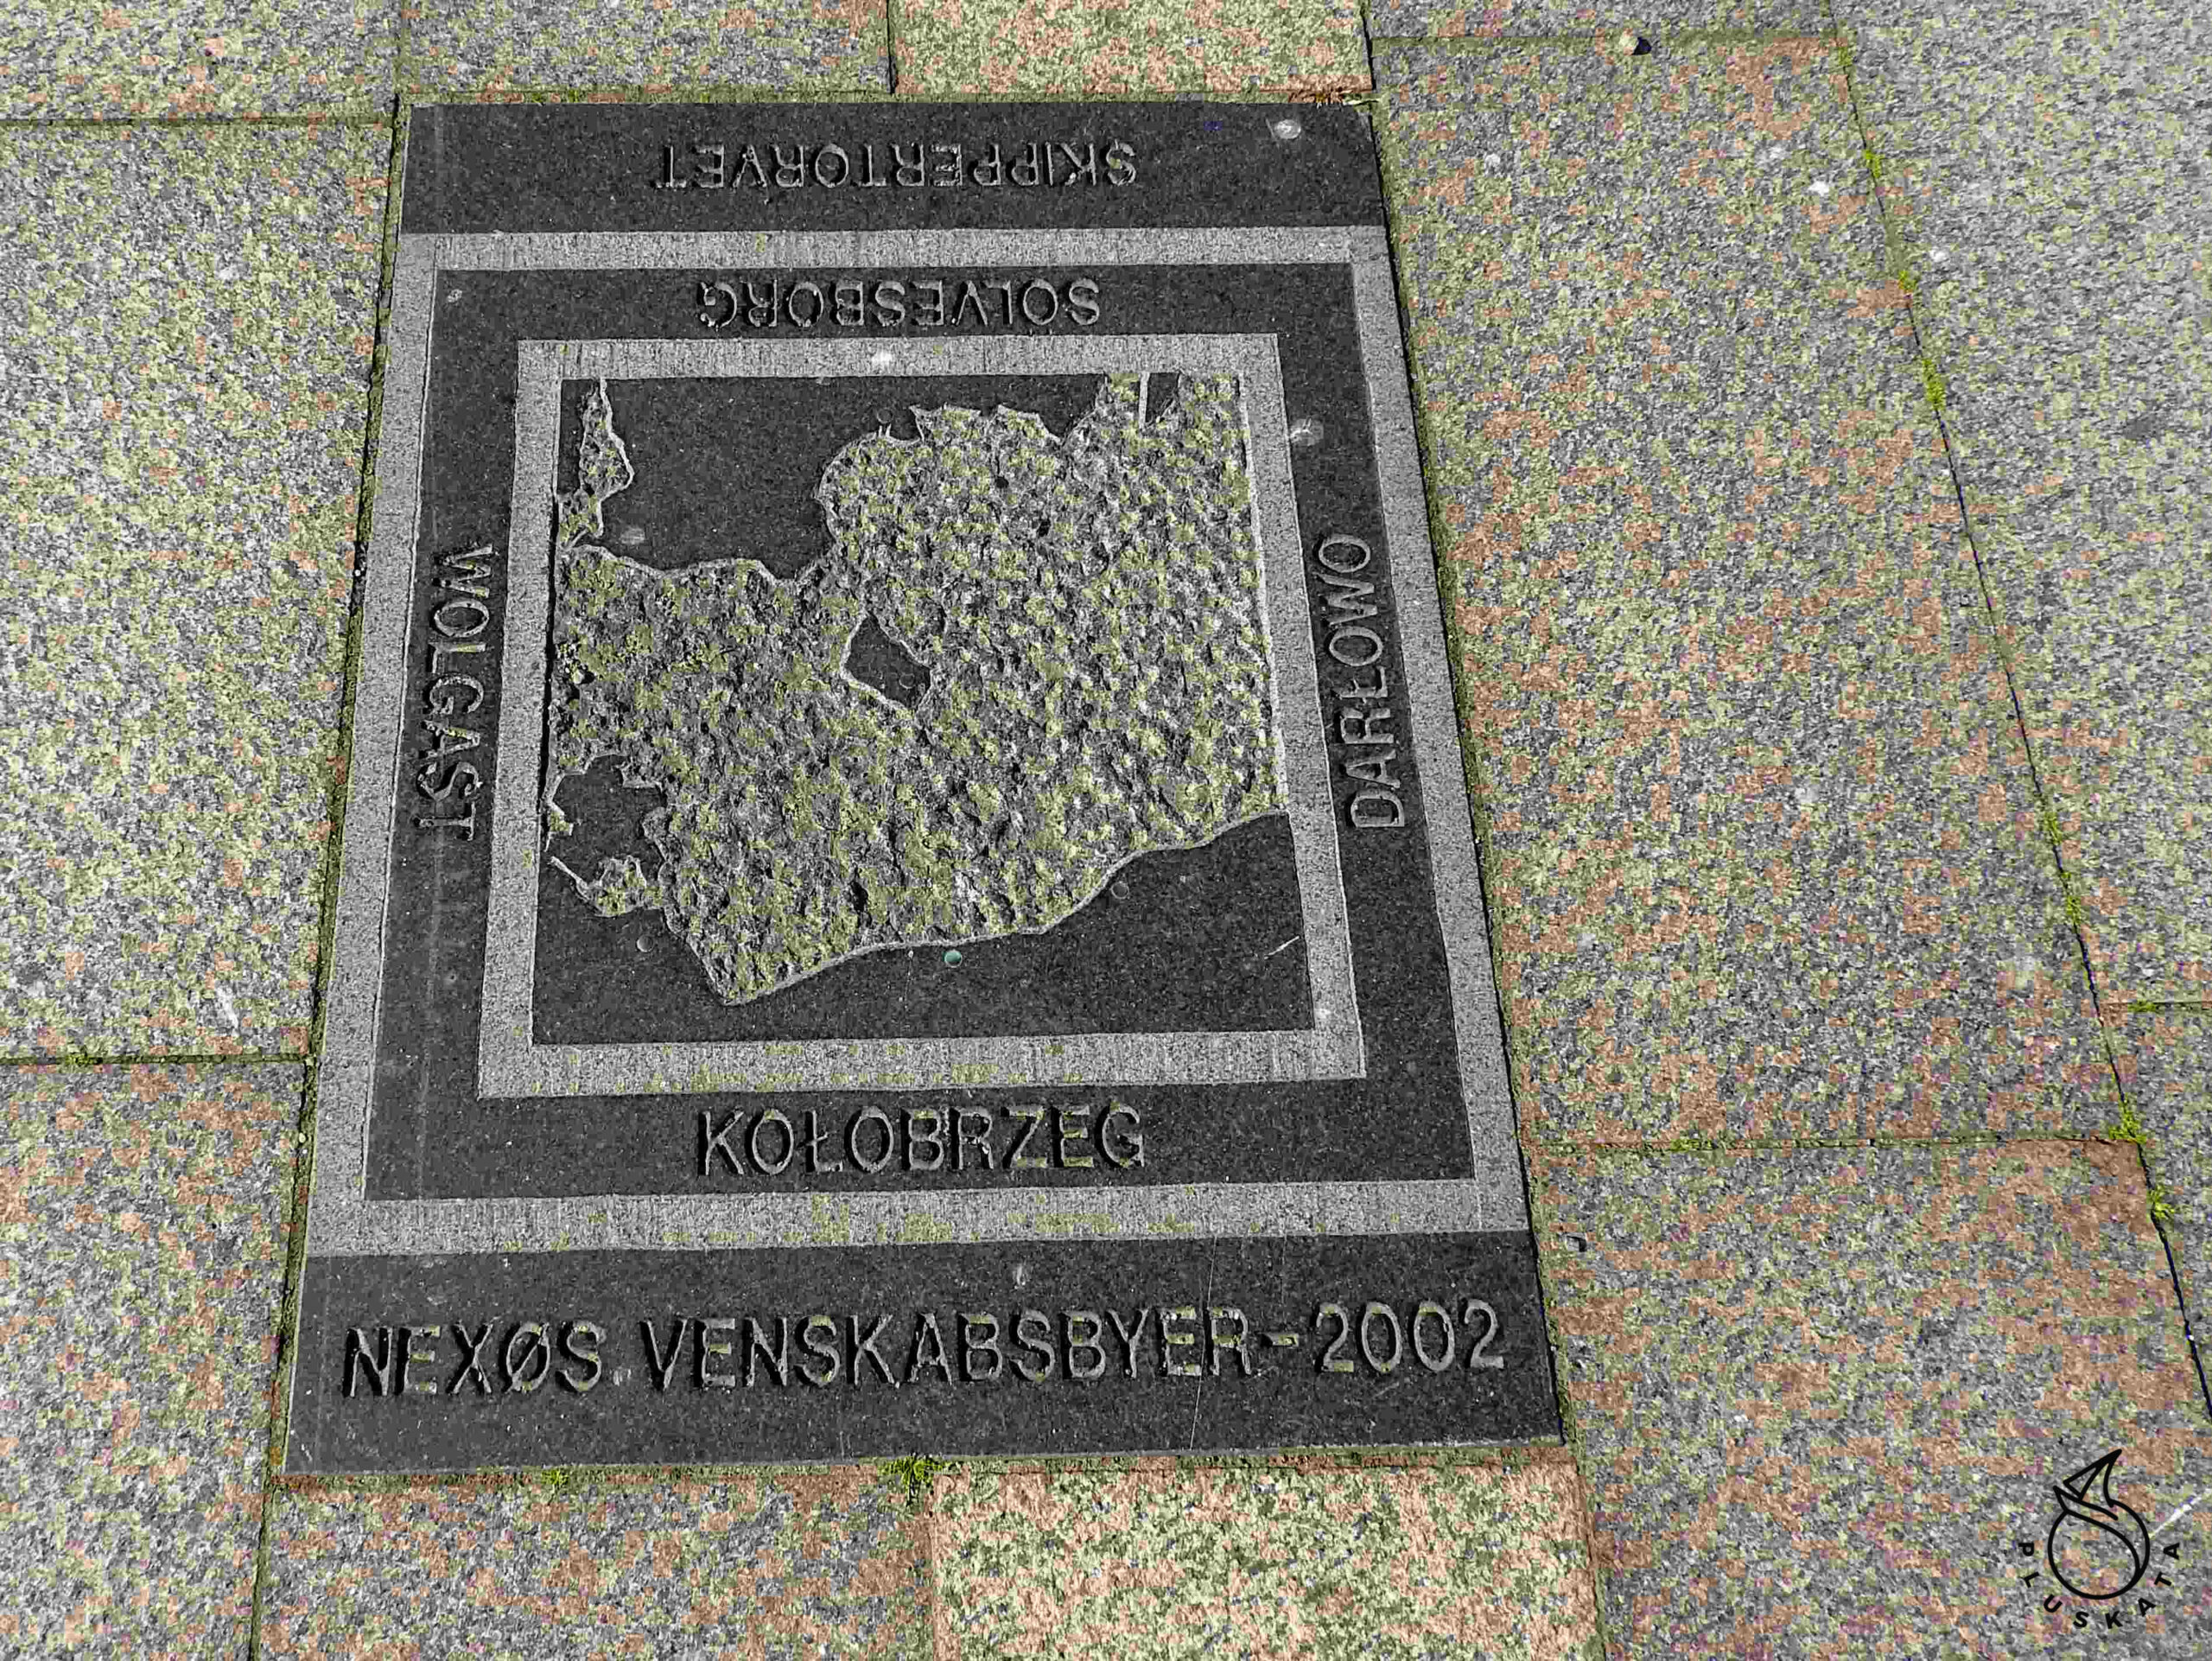 SKIPPERTORVET
SOLVESBORG
WOLGAST
DARŁOWO
KOŁOBRZEG
NEXØS VENSKABSBYER-2002
PLUSKATA